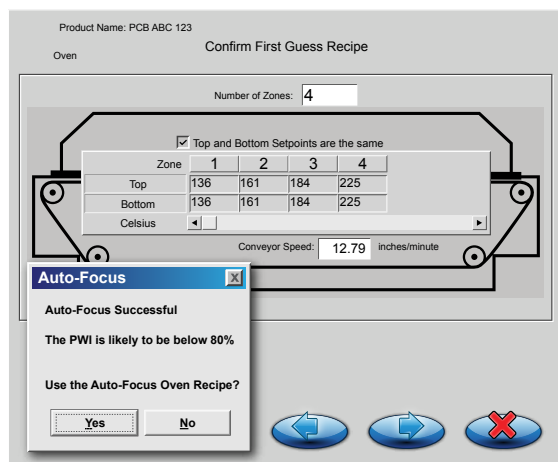 Product Name: PCB ABC 123
Confirm First Guess Recipe
Oven
Number of Zones: 4
Top and Bottom Setpoints are the same
Zone 1 2 3 4
Top 136 161 184 225
Bottom 136 161 184 225
Celsius
Conveyor Speed: 12.79 inches/minute
Auto-Focus X
Auto-Focus Successful
The PWI is likely to be below 80%
Use the Auto-Focus Oven Recipe?
Yes No